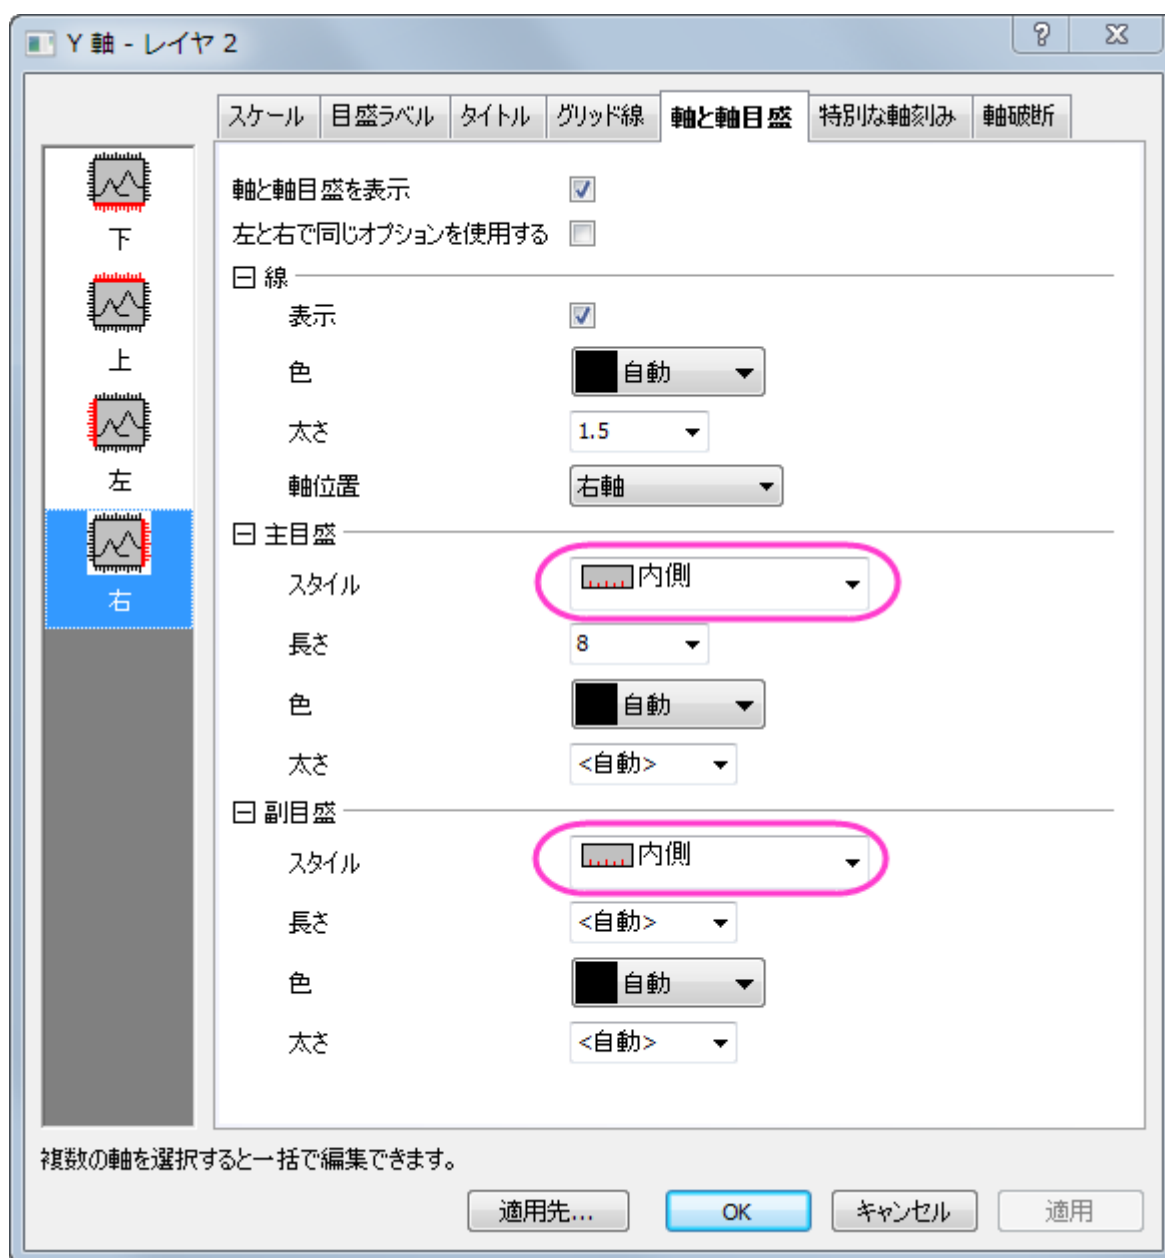 Y 軸 - レイヤ 2
スケール 目盛ラベル タイトル グリッド線 軸と軸目盛 特別な軸刻み 軸破断
下
上
左
右
軸と軸目盛を表示
左と右で同じオプションを使用する
線
表示
色 自動
太さ 1.5
軸位置 右軸
主目盛
スタイル 内側
長さ 8
色 自動
太さ <自動>
副目盛
スタイル 内側
長さ <自動>
色 自動
太さ <自動>
複数の軸を選択すると一括で編集できます。
適用先... OK キャンセル 適用